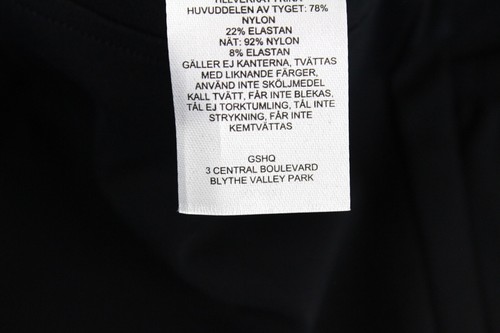 HUVUDDELEN AV TYGET: 78%
NYLON
22% ELASTAN
NÄT: 92% NYLON
8% ELASTAN
GÄLLER EJ KANTERNA, TVÄTTAS
MED LIKNANDE FÄRGER,
ANVÄND INTE SKÖLJMEDEL
KALL TVÄTT, FÅR INTE BLEKAS,
TÅL EJ TORKTUMLING, TÅL INTE
STRYKNING, FÅR INTE
KEMTVÄTTAS
GSHQ
3 CENTRAL BOULEVARD
BLYTHE VALLEY PARK